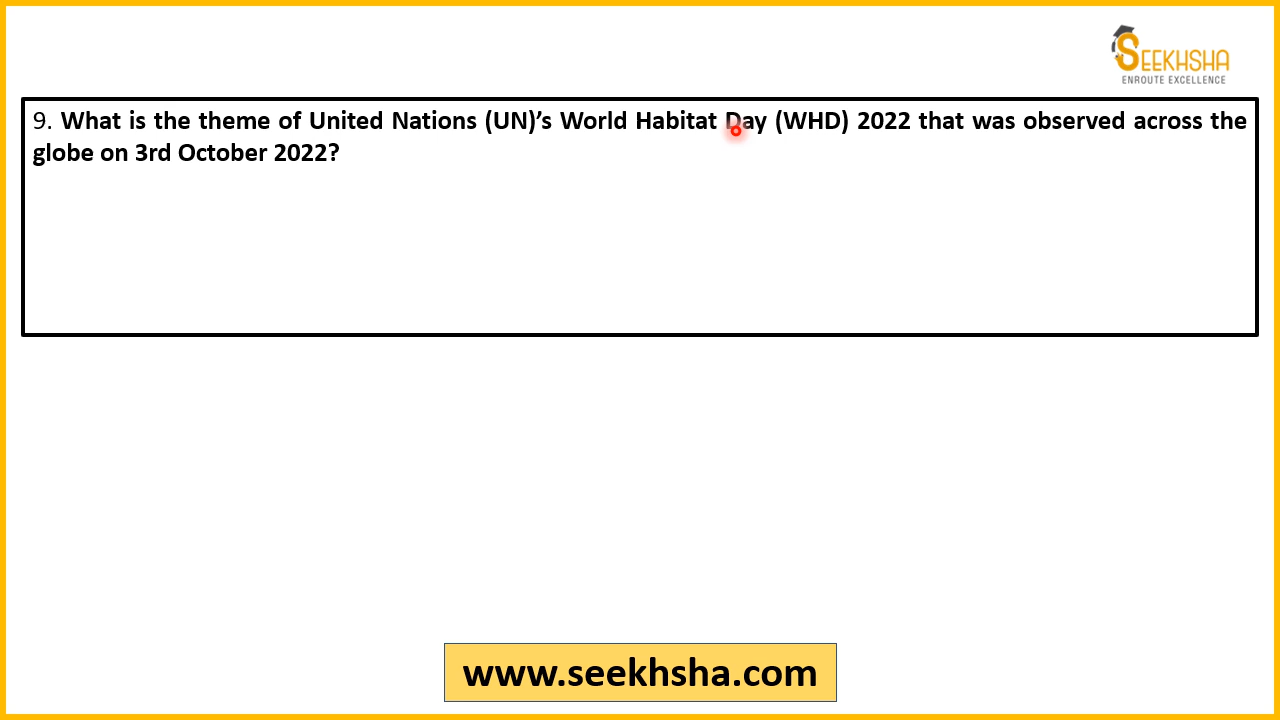 SEEKHSHA
ENROUTE EXCELLENCE
9. What is the theme of United Nations (UN)’s World Habitat Day (WHD) 2022 that was observed across the
globe on 3rd October 2022?
www.seekhsha.com